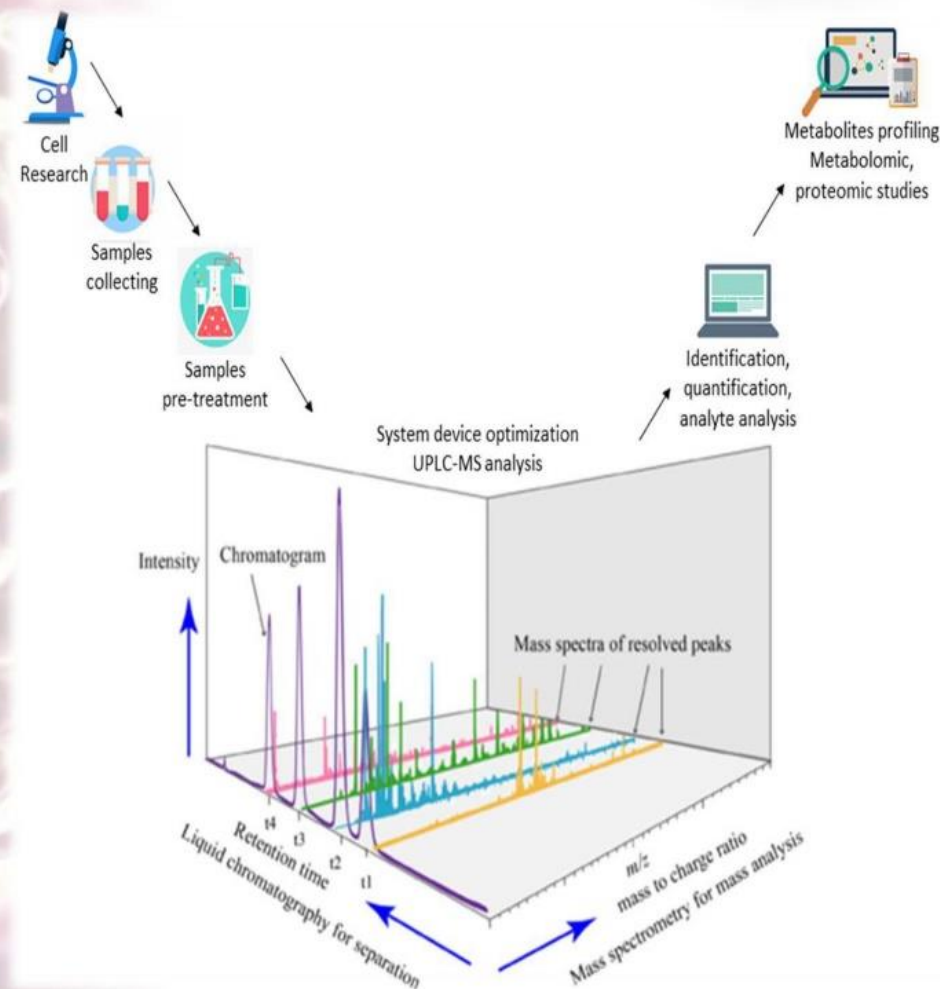 Cell
Research
Samples
collecting
Samples
pre-treatment
System device optimization
UPLC-MS analysis
Identification,
quantification,
analyte analysis
Metabolites profiling
Metabolomic,
proteomic studies
Intensity
Chromatogram
Mass spectra of resolved peaks
t4
t3
t2
t1
Retention time
Liquid chromatography for separation
m/z
mass to charge ratio
Mass spectrometry for mass analysis